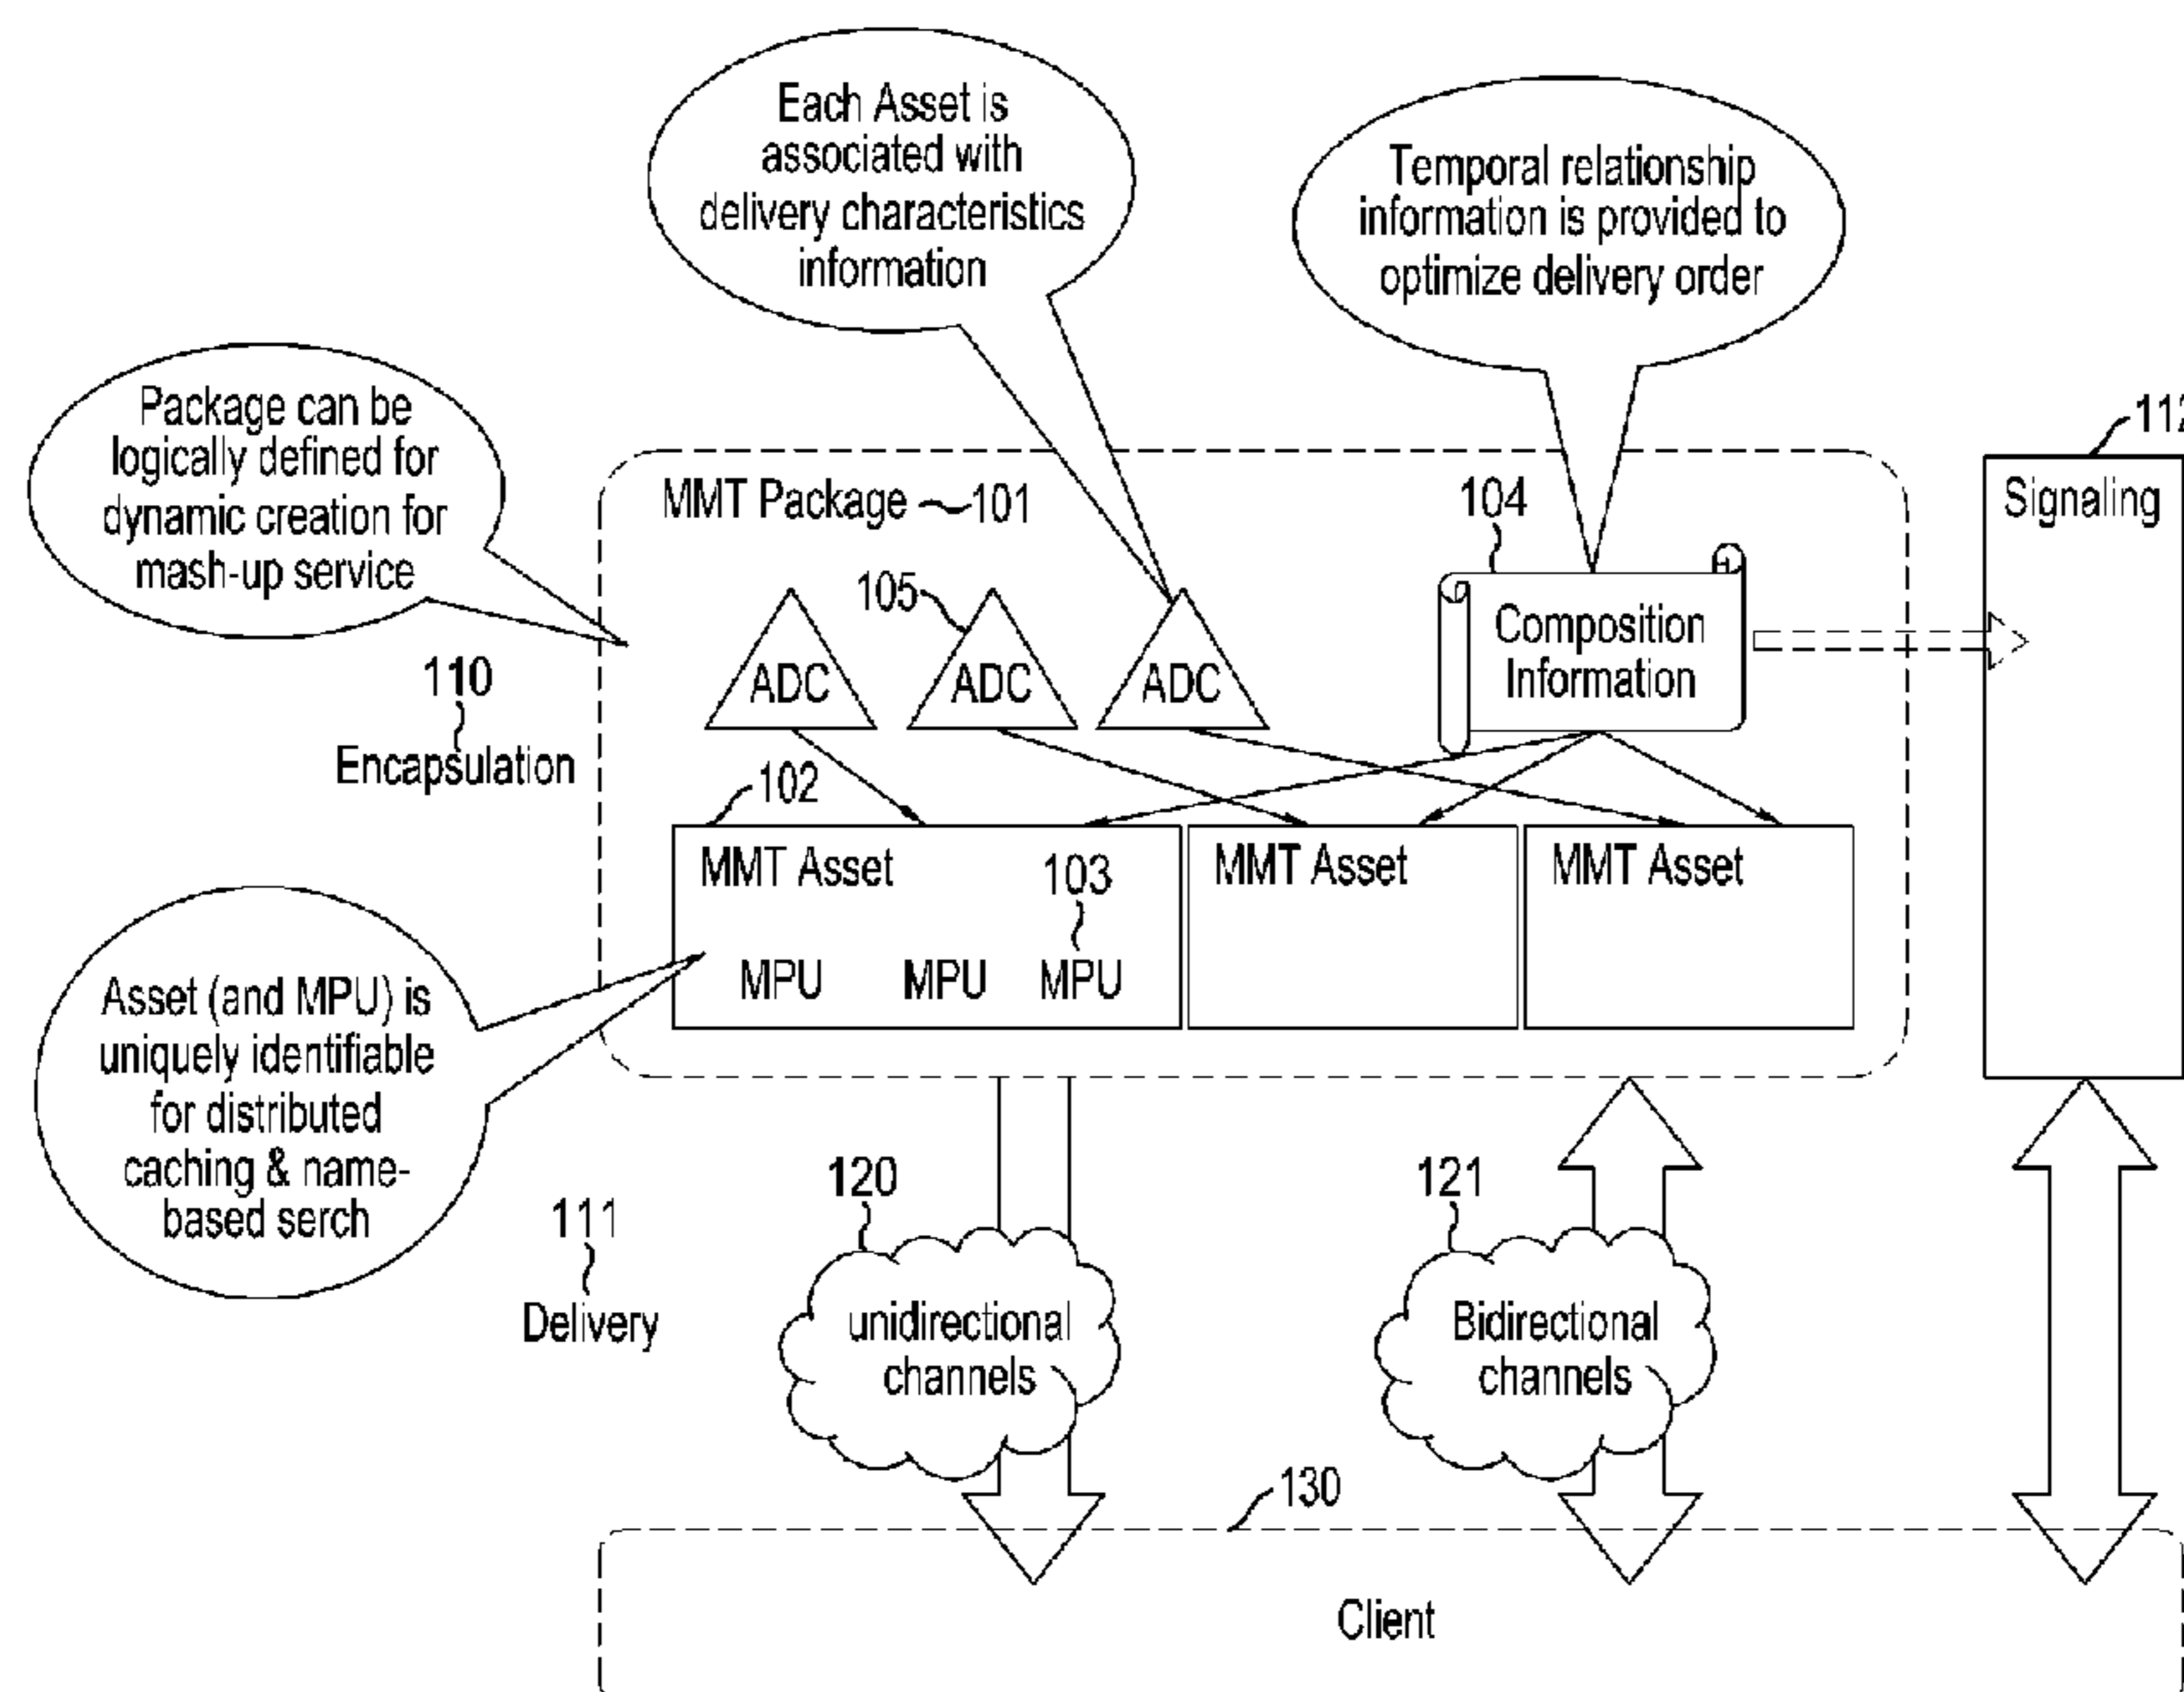 Each Asset is
associated with
delivery characteristics
information
Temporal relationship
information is provided to
optimize delivery order
Package can be
logically defined for
dynamic creation for
mash-up service
112
Signaling
MMT Package 101
104
105
Composition
Information
ADC
ADC
ADC
110
Encapsulation
102
MMT Asset
103
MPU
MPU
MPU
MMT Asset
MMT Asset
Asset (and MPU) is
uniquely identifiable
for distributed
caching & name-
based serch
111
Delivery
120
unidirectional
channels
121
Bidirectional
channels
130
Client